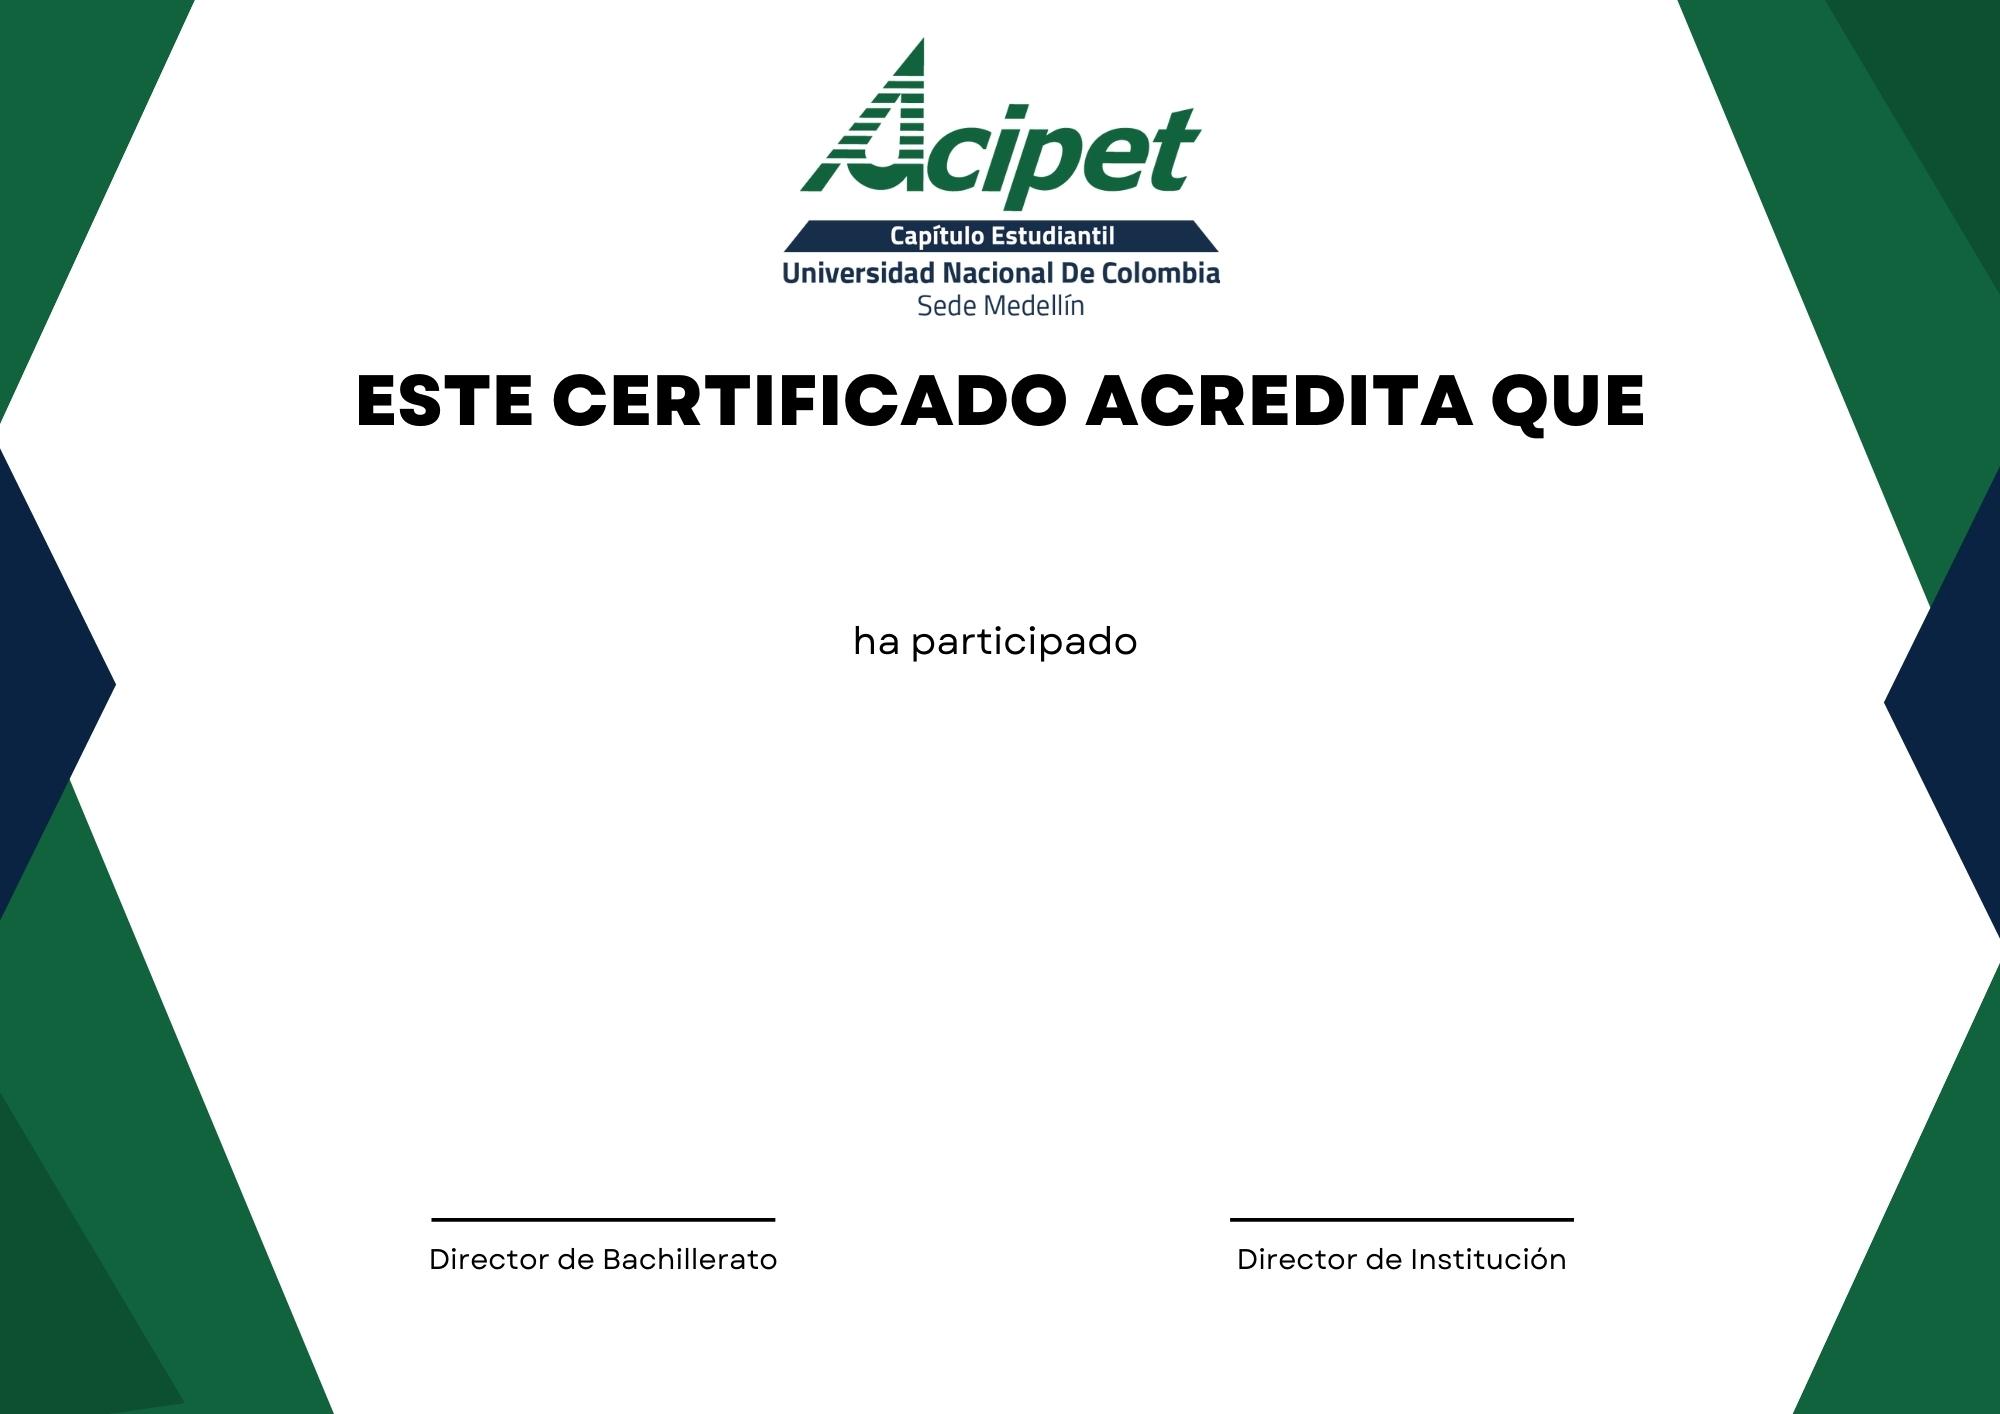 Acipet
Capítulo Estudiantil
Universidad Nacional De Colombia
Sede Medellín
ESTE CERTIFICADO ACREDITA QUE
ha participado
Director de Bachillerato
Director de Institución